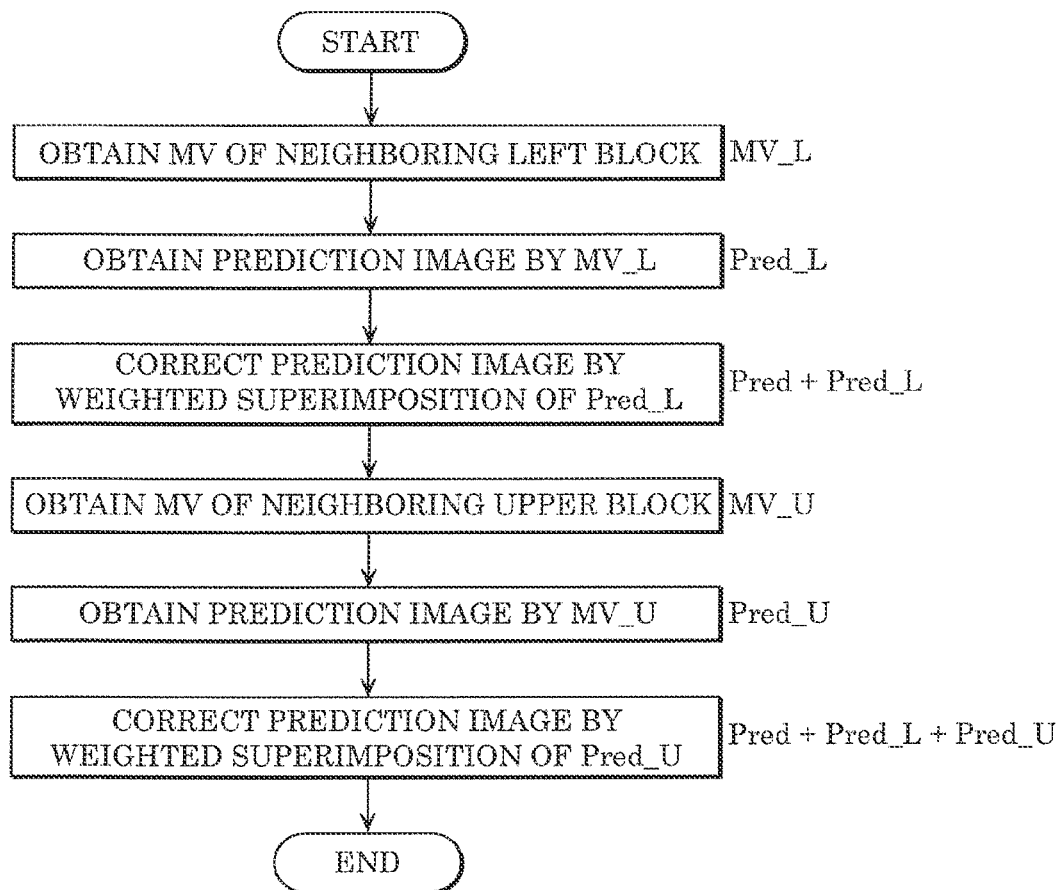 START
OBTAIN MV OF NEIGHBORING LEFT BLOCK MV_L
OBTAIN PREDICTION IMAGE BY MV_L Pred_L
CORRECT PREDICTION IMAGE BY
WEIGHTED SUPERIMPOSITION OF Pred_L
Pred + Pred_L
OBTAIN MV OF NEIGHBORING UPPER BLOCK MV_U
OBTAIN PREDICTION IMAGE BY MV_U Pred_U
CORRECT PREDICTION IMAGE BY
WEIGHTED SUPERIMPOSITION OF Pred_U
Pred + Pred_L + Pred_U
END